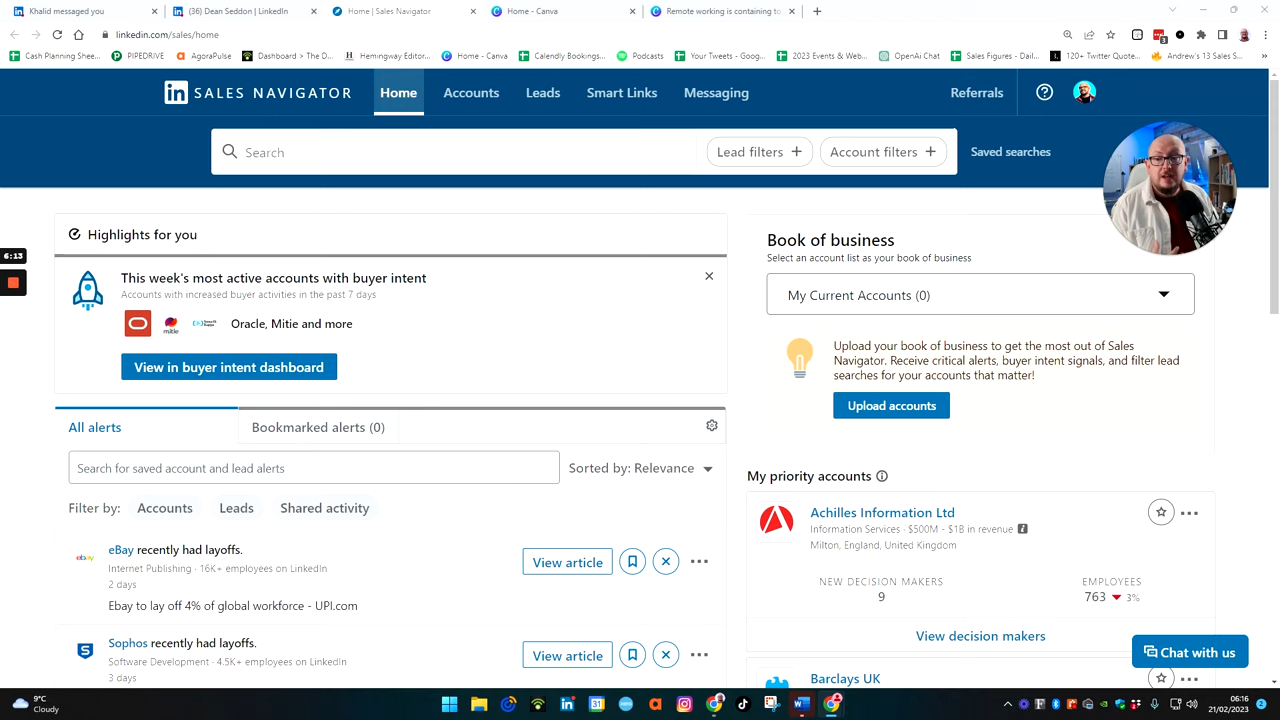 Khalid messaged you
(36) Dean Seddon | LinkedIn
Home | Sales Navigator
Home - Canva
Remote working is containing to
linkedin.com/sales/home
Cash Planning Shee...
PIPEDRIVE
AgoraPulse
Dashboard > The D...
Hemingway Editor...
Home - Canva
Calendly Bookings...
Podcasts
Your Tweets - Goog...
2023 Events & Web...
OpenAi Chat
Sales Figures - Dail...
120+ Twitter Quote...
Andrew's 13 Sales S...
in SALES NAVIGATOR
Home
Accounts
Leads
Smart Links
Messaging
Referrals
Search
Lead filters +
Account filters +
Saved searches
Highlights for you
6:13
This week's most active accounts with buyer intent
Accounts with increased buyer activities in the past 7 days
mitie
Oracle, Mitie and more
View in buyer intent dashboard
Book of business
Select an account list as your book of business
My Current Accounts (0)
Upload your book of business to get the most out of Sales
Navigator. Receive critical alerts, buyer intent signals, and filter lead
searches for your accounts that matter!
Upload accounts
All alerts
Bookmarked alerts (0)
Search for saved account and lead alerts
Sorted by: Relevance
Filter by:
Accounts
Leads
Shared activity
ebay
eBay recently had layoffs.
Internet Publishing · 16K+ employees on LinkedIn
2 days
Ebay to lay off 4% of global workforce - UPI.com
View article
Sophos recently had layoffs.
Software Development · 4.5K+ employees on LinkedIn
3 days
View article
My priority accounts
Achilles Information Ltd
Information Services · $500M - $1B in revenue
Milton, England, United Kingdom
NEW DECISION MAKERS
9
EMPLOYEES
763 3%
View decision makers
Chat with us
Barclays UK
9°C
Cloudy
06:16
21/02/2023